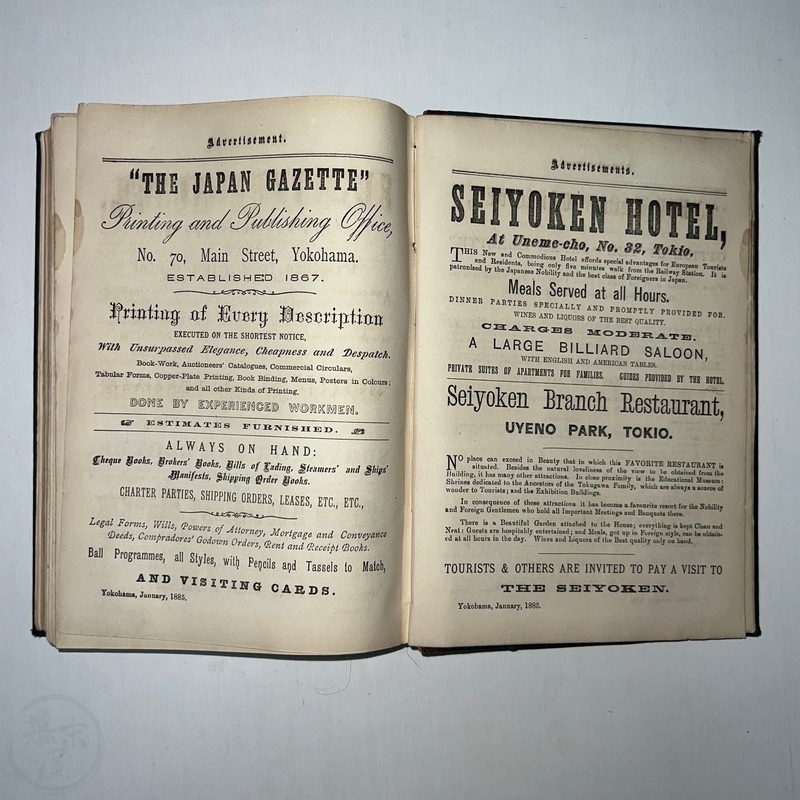 Advertisement.
"THE JAPAN GAZETTE"
Printing and Publishing Office,
No. 70, Main Street, Yokohama.
ESTABLISHED 1867.
Printing of Every Description
EXECUTED ON THE SHORTEST NOTICE,
With Unsurpassed Elegance, Cheapness and Despatch.
Book-Work, Auctioneers' Catalogues, Commercial Circulars,
Tabular Forms, Copper-Plate Printing, Book Binding, Menus, Posters in Colours;
and all other Kinds of Printing.
DONE BY EXPERIENCED WORKMEN.
ESTIMATES FURNISHED.
ALWAYS ON HAND:
Cheque Books, Brokers' Books, Bills of Lading, Steamers' and Ships'
Manifests, Shipping Order Books.
CHARTER PARTIES, SHIPPING ORDERS, LEASES, ETC., ETC.,
Legal Forms, Wills, Powers of Attorney, Mortgage and Conveyance
Deeds, Compradores' Godown Orders, Rent and Receipt Books.
Ball Programmes, all Styles, with Pencils and Tassels to Match,
AND VISITING CARDS.
Yokohama, January, 1885.
Advertisements.
SEIYOKEN HOTEL,
At Uneme-cho, No. 32, Tokio.
THIS New and Commodious Hotel affords special advantages for European Tourists
and Residents, being only five minutes walk from the Railway Station. It is
patronised by the Japanese Nobility and the best class of Foreigners in Japan.
Meals Served at all Hours.
DINNER PARTIES SPECIALLY AND PROMPTLY PROVIDED FOR.
WINES AND LIQUORS OF THE BEST QUALITY.
CHARGES MODERATE.
A LARGE BILLIARD SALOON,
WITH ENGLISH AND AMERICAN TABLES.
PRIVATE SUITES OF APARTMENTS FOR FAMILIES. GUIDES PROVIDED BY THE HOTEL.
Seiyoken Branch Restaurant,
UYENO PARK, TOKIO.
NO place can exceed in Beauty that in which this FAVORITE RESTAURANT is
situated. Besides the natural loveliness of the view to be obtained from the
Building, it has many other attractions. In close proximity is the Educational Museum:
Shrines dedicated to the Ancestors of the Tokugawa Family, which are always a source of
wonder to Tourists; and the Exhibition Buildings.
In consequence of these attractions it has become a favourite resort for the Nobility
and Foreign Gentlemen who hold all Important Meetings and Banquets there.
There is a Beautiful Garden attached to the House; everything is kept Clean and
Neat: Guests are hospitably entertained; and Meals, got up in Foreign style, can be obtain-
ed at all hours in the day. Wines and Liquors of the Best quality only on hand.
TOURISTS & OTHERS ARE INVITED TO PAY A VISIT TO
THE SEIYOKEN.
Yokohama, January, 1885.